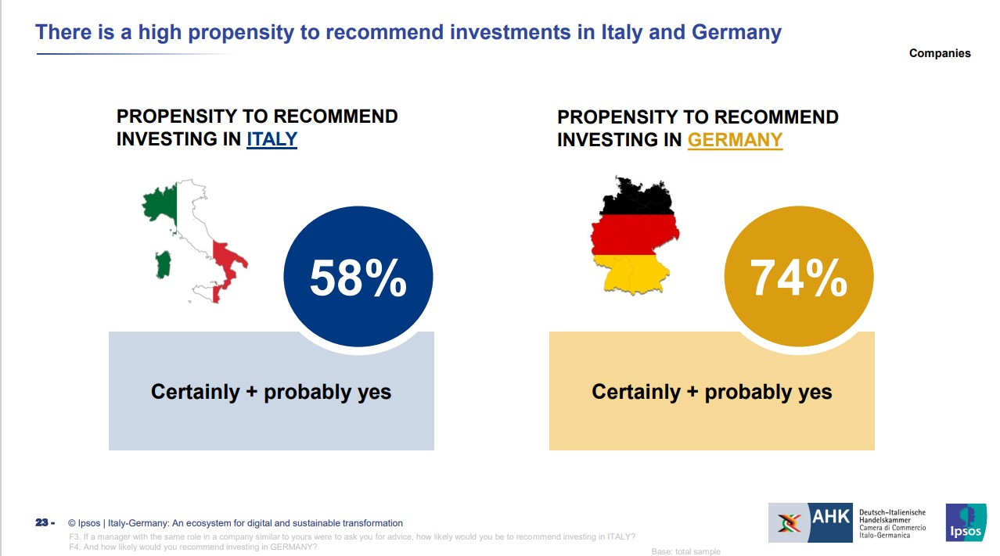 There is a high propensity to recommend investments in Italy and Germany
Companies
PROPENSITY TO RECOMMEND
INVESTING IN ITALY
58%
Certainly + probably yes
PROPENSITY TO RECOMMEND
INVESTING IN GERMANY
74%
Certainly + probably yes
23 -
© Ipsos | Italy-Germany: An ecosystem for digital and sustainable transformation
F3. If a manager with the same role in a company similar to yours were to ask you for advice, how likely would you be to recommend investing in ITALY?
F4. And how likely would you recommend investing in GERMANY?
Base: total sample
AHK
Deutsch-Italienische
Handelskammer
Camera di Commercio
Italo-Germanica
Ipsos